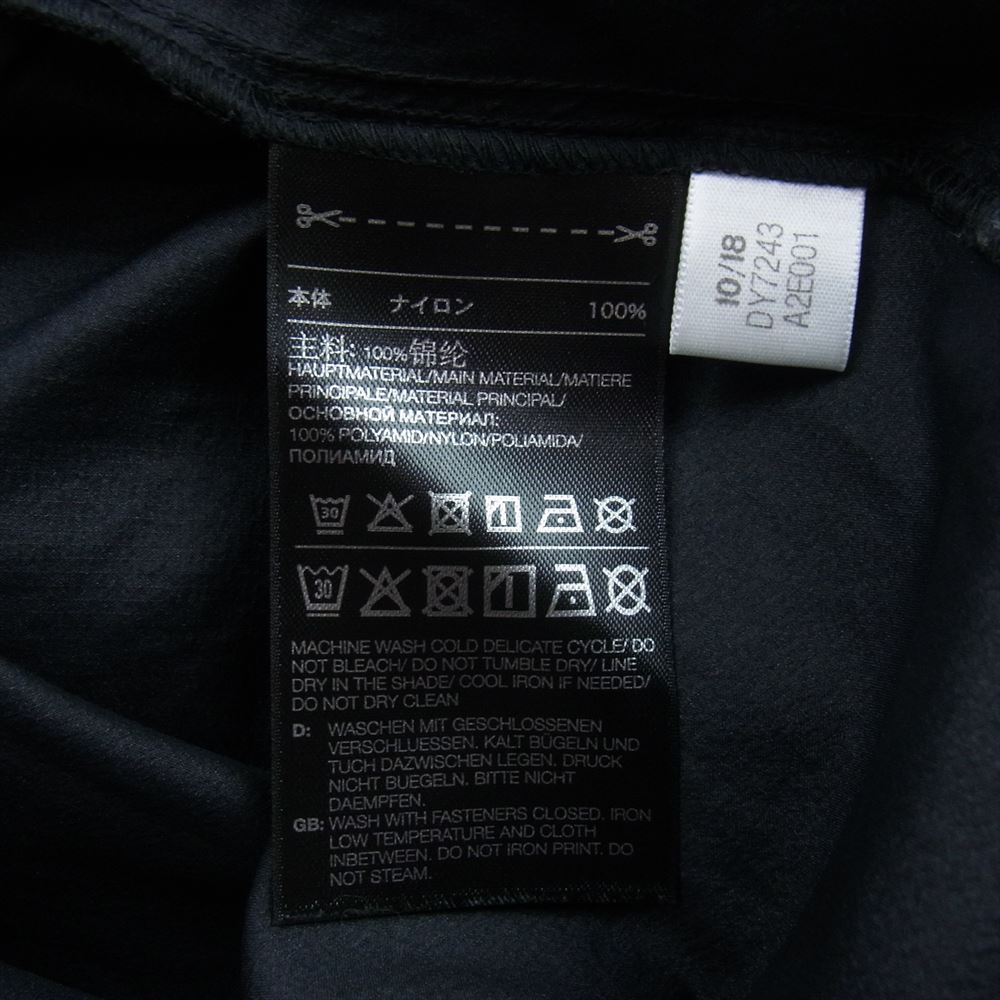 本体 ナイロン 100%
主料: 100%锦纶
HAUPTMATERIAL/MAIN MATERIAL/MATIERE
PRINCIPALE/MATERIAL PRINCIPAL/
ОСНОВНОЙ МАТЕРИАЛ:
100% POLYAMID/NYLON/POLIAMIDA/
ПОЛИАМИД
30
30
MACHINE WASH COLD DELICATE CYCLE/ DO
NOT BLEACH/ DO NOT TUMBLE DRY/ LINE
DRY IN THE SHADE/ COOL IRON IF NEEDED/
DO NOT DRY CLEAN
D: WASCHEN MIT GESCHLOSSENEN
VERSCHLUESSEN. KALT BÜGELN UND
TUCH DAZWISCHEN LEGEN. DRUCK
NICHT BUEGELN. BITTE NICHT
DAEMPFEN.
GB: WASH WITH FASTENERS CLOSED. IRON
LOW TEMPERATURE AND CLOTH
INBETWEEN. DO NOT IRON PRINT. DO
NOT STEAM.
10/18
DY7243
A2E001